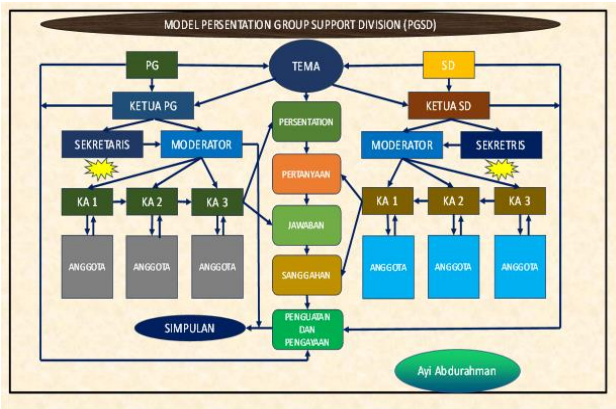 MODEL PERSENTATION GROUP SUPPORT DIVISION (PGSD)
PG
TEMA
SD
KETUA PG
KETUA SD
PERSENTATION
SEKRETARIS
MODERATOR
MODERATOR
SEKRETRIS
PERTANYAAN
KA 1
KA 2
KA 3
KA 1
KA 2
KA 3
JAWABAN
ANGGOTA
ANGGOTA
ANGGOTA
SANGGAHAN
ANGGOTA
ANGGOTA
ANGGOTA
SIMPULAN
PENGUATAN
DAN
PENGAYAAN
Ayi Abdurahman